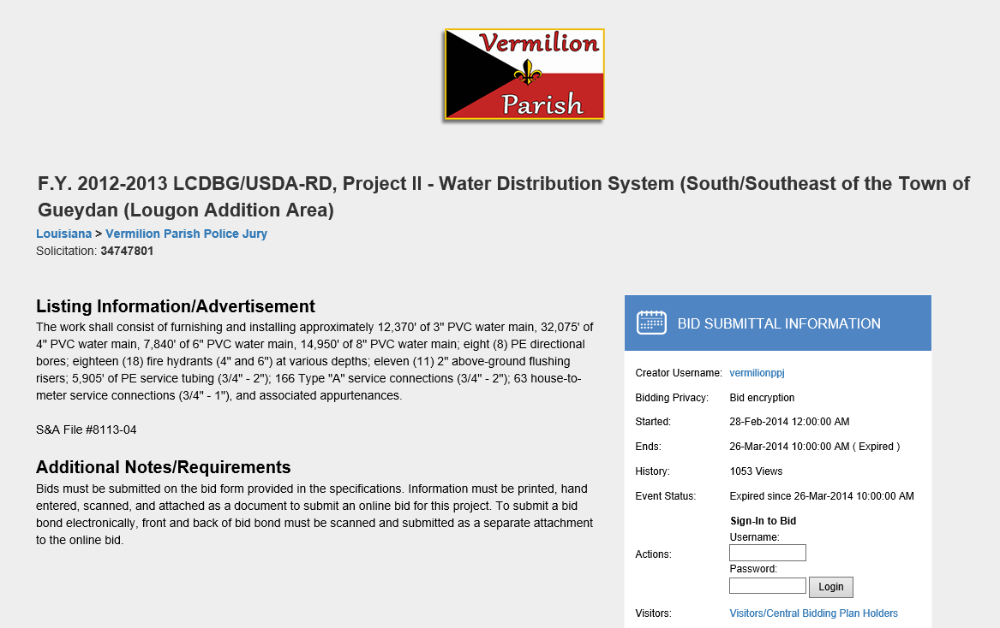 Vermilion
Parish
F.Y. 2012-2013 LCDBG/USDA-RD, Project II - Water Distribution System (South/Southeast of the Town of
Gueydan (Lougon Addition Area)
Louisiana > Vermilion Parish Police Jury
Solicitation: 34747801
Listing Information/Advertisement
The work shall consist of furnishing and installing approximately 12,370' of 3" PVC water main, 32,075' of
4" PVC water main, 7,840' of 6" PVC water main, 14,950' of 8" PVC water main; eight (8) PE directional
bores; eighteen (18) fire hydrants (4" and 6") at various depths; eleven (11) 2" above-ground flushing
risers; 5,905' of PE service tubing (3/4" - 2"); 166 Type "A" service connections (3/4" - 2"); 63 house-to-
meter service connections (3/4" - 1"), and associated appurtenances.
S&A File #8113-04
Additional Notes/Requirements
Bids must be submitted on the bid form provided in the specifications. Information must be printed, hand
entered, scanned, and attached as a document to submit an online bid for this project. To submit a bid
bond electronically, front and back of bid bond must be scanned and submitted as a separate attachment
to the online bid.
BID SUBMITTAL INFORMATION
Creator Username: vermilionppj
Bidding Privacy: Bid encryption
Started: 28-Feb-2014 12:00:00 AM
Ends: 26-Mar-2014 10:00:00 AM ( Expired )
History: 1053 Views
Event Status: Expired since 26-Mar-2014 10:00:00 AM
Sign-In to Bid
Username:
Actions:
Password:
Login
Visitors: Visitors/Central Bidding Plan Holders